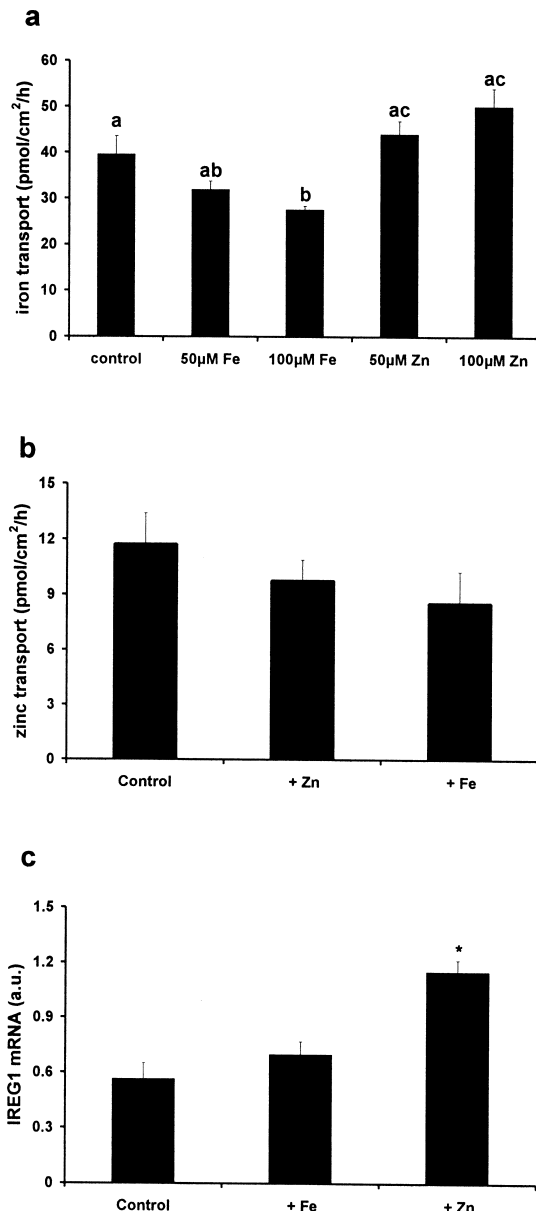 a
60
50
40
30
20
10
0
iron transport (pmol/cm²/h)
a
ab
b
ac
ac
control
50µM Fe
100µM Fe
50µM Zn
100µM Zn
b
15
12
9
6
3
0
zinc transport (pmol/cm²/h)
Control
+ Zn
+ Fe
c
1.5
1.2
0.9
0.6
0.3
0
IREG1 mRNA (a.u.)
*
Control
+ Fe
+ Zn